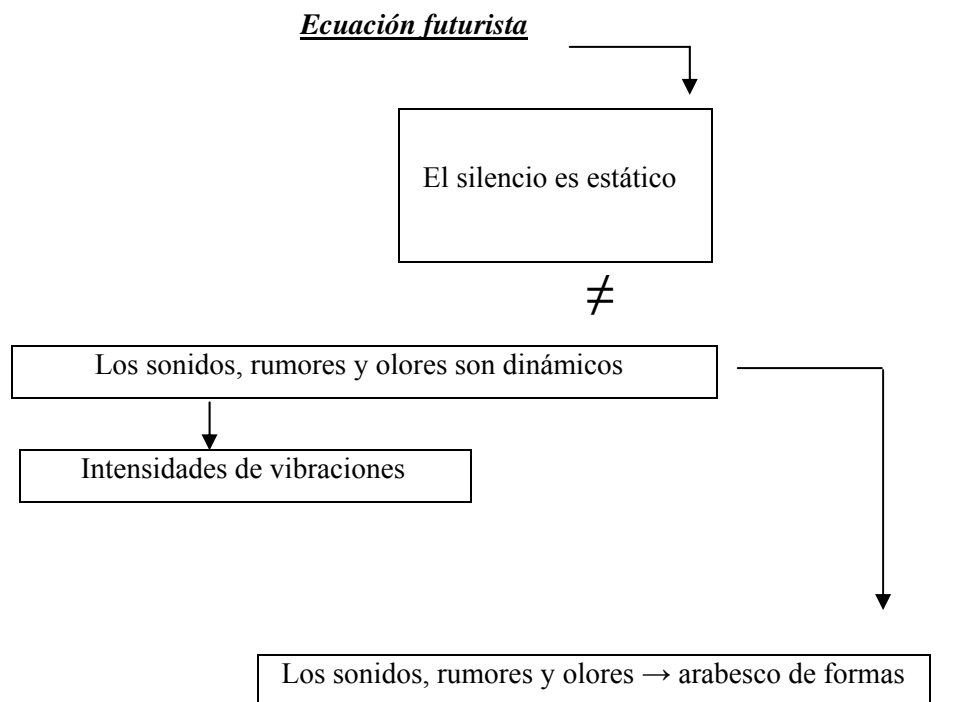 Ecuación futurista
El silencio es estático
≠
Los sonidos, rumores y olores son dinámicos
Intensidades de vibraciones
Los sonidos, rumores y olores → arabesco de formas